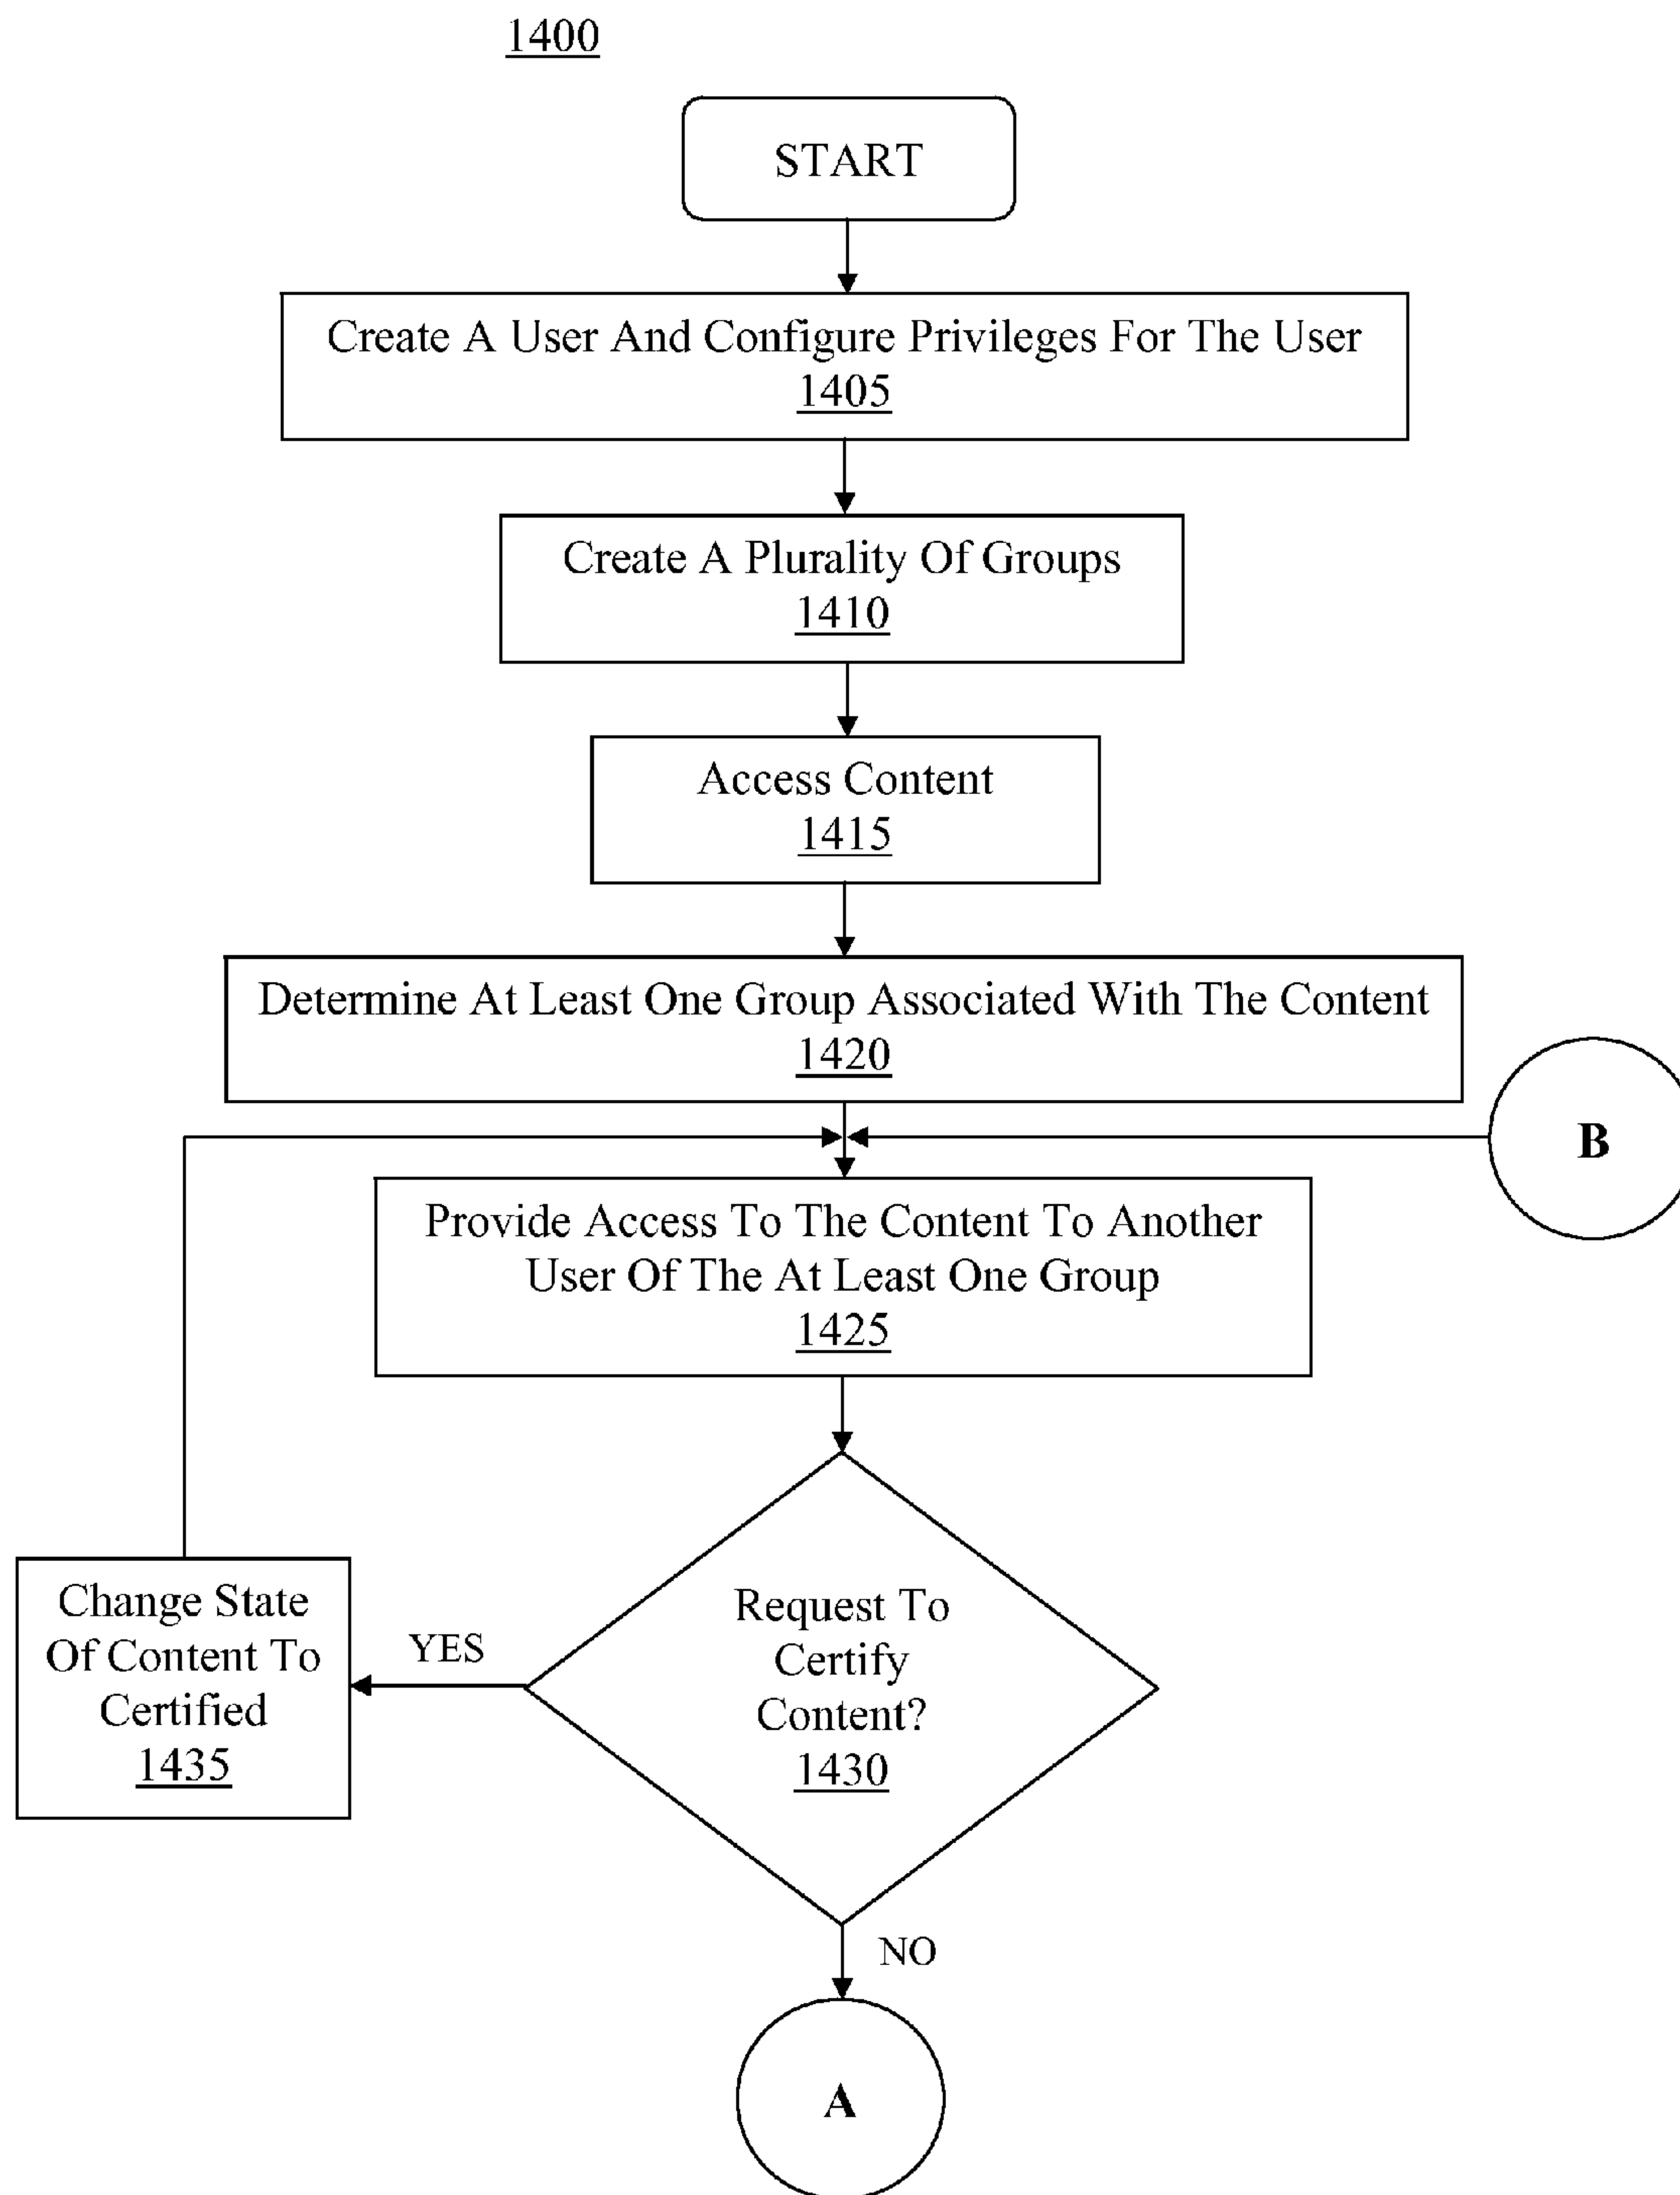 1400
START
Create A User And Configure Privileges For The User
1405
Create A Plurality Of Groups
1410
Access Content
1415
Determine At Least One Group Associated With The Content
1420
B
Provide Access To The Content To Another
User Of The At Least One Group
1425
Change State
Of Content To
Certified
1435
YES
Request To
Certify
Content?
1430
NO
A